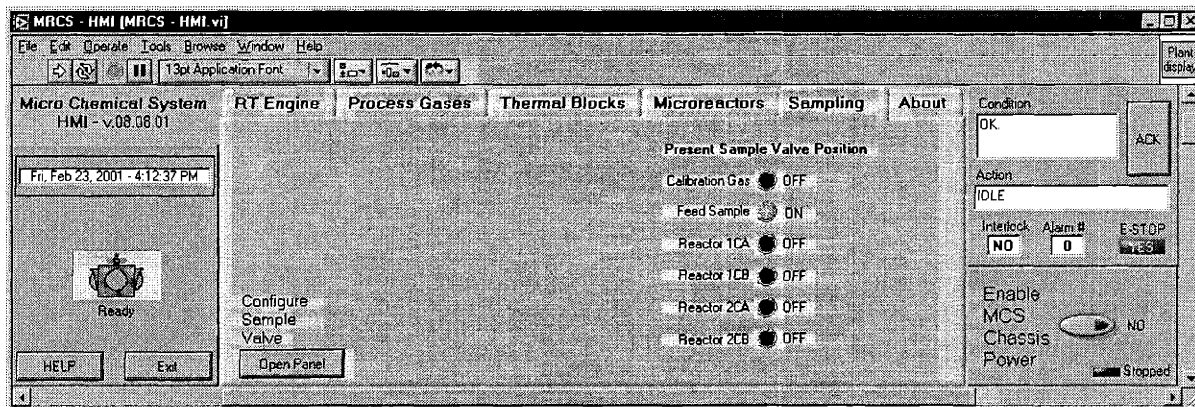 MRCS - HMI [MRCS - HMI.vi]
File Edit Operate Tools Browse Window Help
13pt Application Font
Plant
display
Micro Chemical System
HMI - v.08.08.01
Fri, Feb 23, 2001 - 4:12:37 PM
Ready
HELP Exit
RT Engine Process Gases Thermal Blocks Microreactors Sampling About
Present Sample
Valve Position
Calibration Gas OFF
Feed Sample ON
Reactor 1CA OFF
Reactor 1CB OFF
Reactor 2CA OFF
Reactor 2CB OFF
Configure
Sample
Valve
Open Panel
Condition
OK.
ACK
Action
IDLE
Interlock Alarm # E-STOP
NO 0 YES
Enable
MCS
Chassis
Power
NO
Stopped